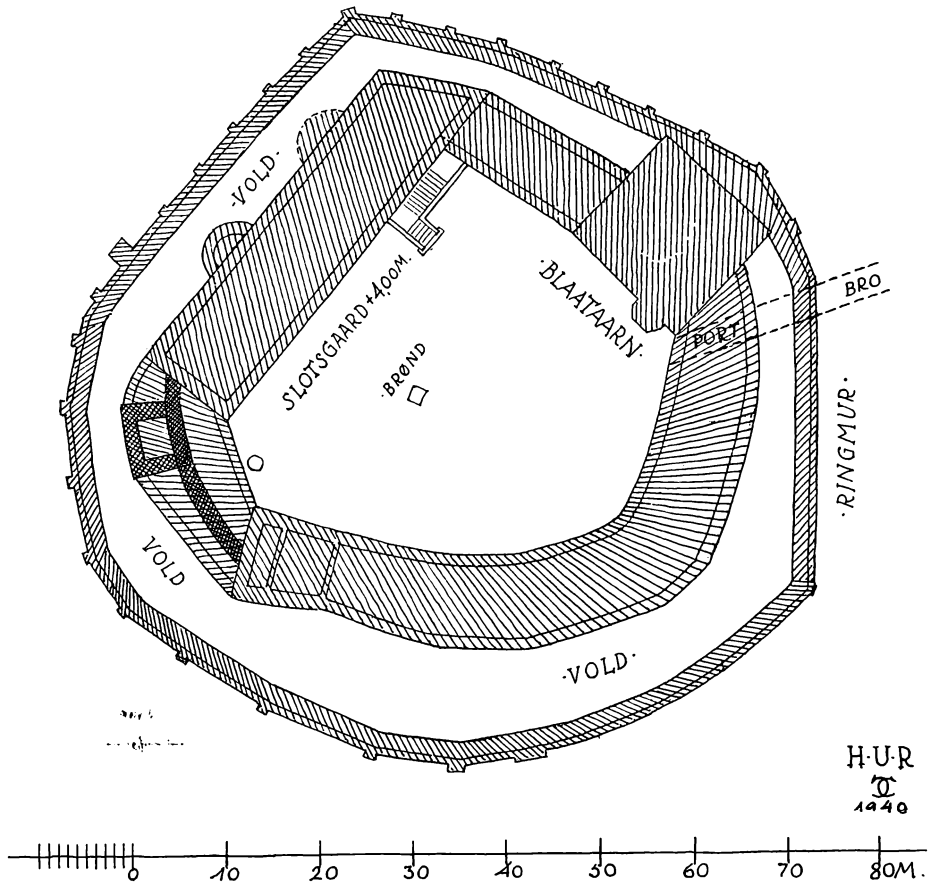 ·VOLD·
SLOTSGAARD +4,00M.
·BLAATAARN·
BRO
PORT
·BRØND
·RINGMUR·
VOLD
·VOLD·
H·U·R
1940
0 10 20 30 40 50 60 70 80M.